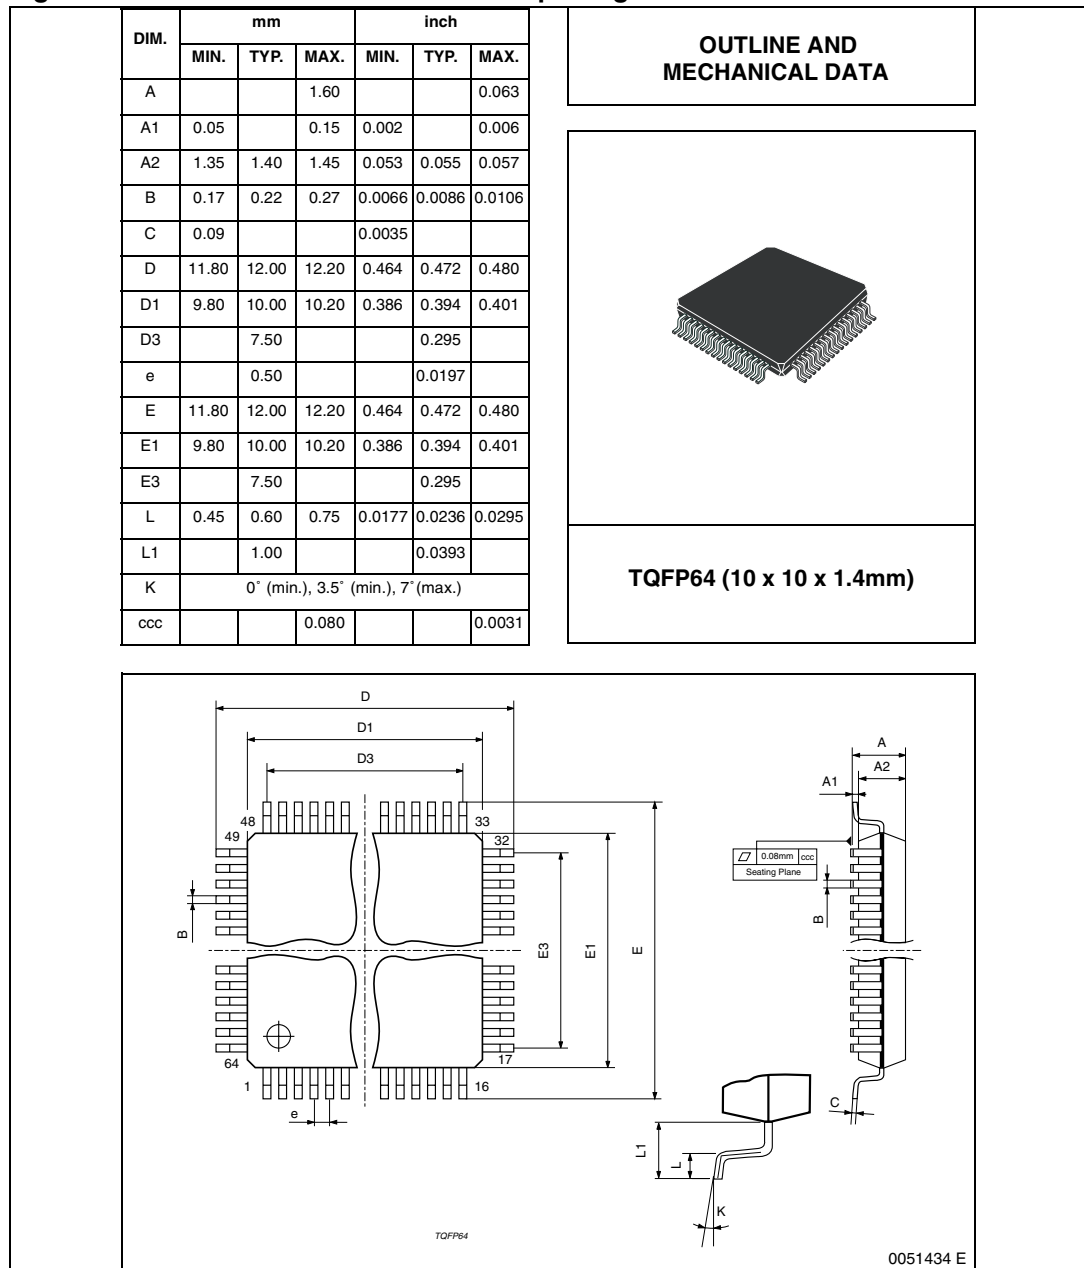 DIM. mm inch
MIN. TYP. MAX. MIN. TYP. MAX.
A 1.60 0.063
A1 0.05 0.15 0.002 0.006
A2 1.35 1.40 1.45 0.053 0.055 0.057
B 0.17 0.22 0.27 0.0066 0.0086 0.0106
C 0.09 0.0035
D 11.80 12.00 12.20 0.464 0.472 0.480
D1 9.80 10.00 10.20 0.386 0.394 0.401
D3 7.50 0.295
e 0.50 0.0197
E 11.80 12.00 12.20 0.464 0.472 0.480
E1 9.80 10.00 10.20 0.386 0.394 0.401
E3 7.50 0.295
L 0.45 0.60 0.75 0.0177 0.0236 0.0295
L1 1.00 0.0393
K 0˚ (min.), 3.5˚ (min.), 7˚(max.)
ccc 0.080 0.0031
OUTLINE AND
MECHANICAL DATA
TQFP64 (10 x 10 x 1.4mm)
D
D1
D3
A
A2
A1
48 33
49 32
0.08mm ccc
Seating Plane
B
B
E3
E1
E
64 17
1 16
e
C
L1
L
K
TQFP64
0051434 E